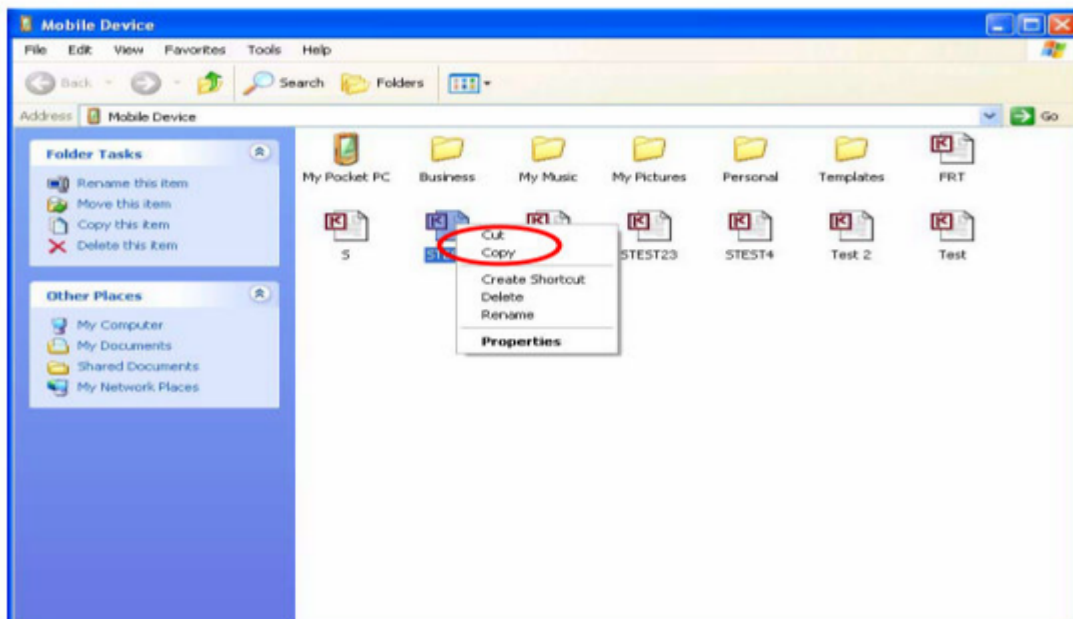 Mobile Device
File Edit View Favorites Tools Help
Back Search Folders
Address Mobile Device Go
Folder Tasks
Rename this item
Move this item
Copy this item
Delete this item
Other Places
My Computer
My Documents
Shared Documents
My Network Places
My Pocket PC Business My Music My Pictures Personal Templates FRT
S STEST23 STEST4 Test 2 Test
Cut
Copy
Create Shortcut
Delete
Rename
Properties